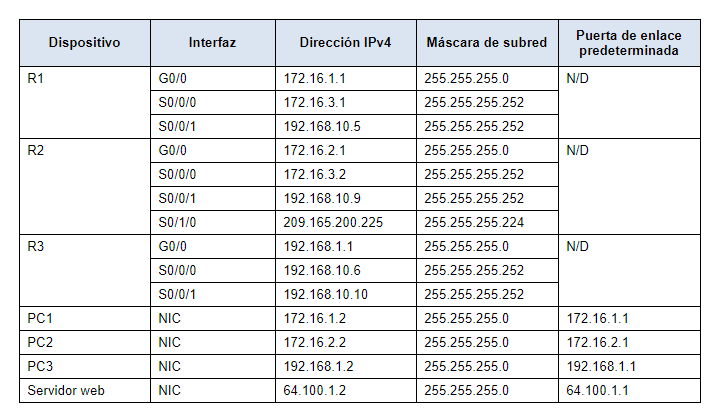 Dispositivo Interfaz Dirección IPv4 Máscara de subred Puerta de enlace predeterminada
R1 G0/0 172.16.1.1 255.255.255.0 N/D
S0/0/0 172.16.3.1 255.255.255.252
S0/0/1 192.168.10.5 255.255.255.252
R2 G0/0 172.16.2.1 255.255.255.0 N/D
S0/0/0 172.16.3.2 255.255.255.252
S0/0/1 192.168.10.9 255.255.255.252
S0/1/0 209.165.200.225 255.255.255.224
R3 G0/0 192.168.1.1 255.255.255.0 N/D
S0/0/0 192.168.10.6 255.255.255.252
S0/0/1 192.168.10.10 255.255.255.252
PC1 NIC 172.16.1.2 255.255.255.0 172.16.1.1
PC2 NIC 172.16.2.2 255.255.255.0 172.16.2.1
PC3 NIC 192.168.1.2 255.255.255.0 192.168.1.1
Servidor web NIC 64.100.1.2 255.255.255.0 64.100.1.1